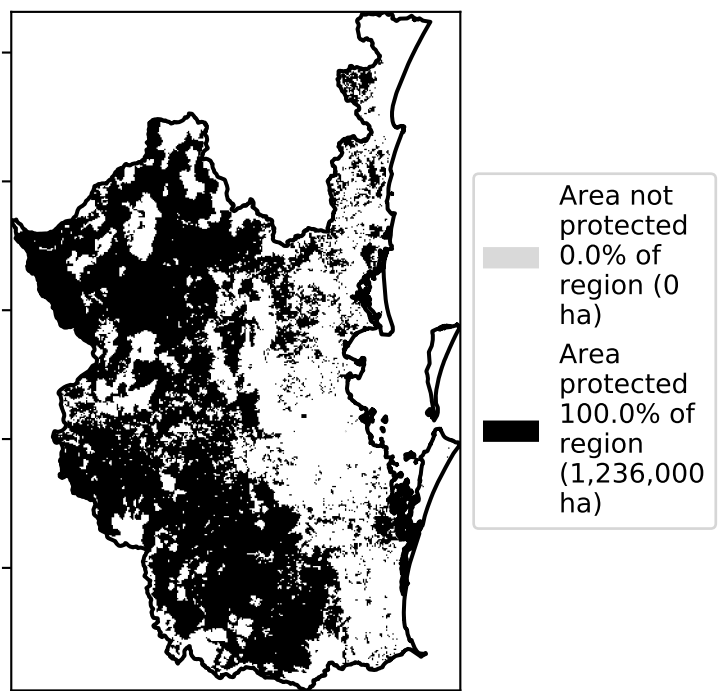 Area not
protected
0.0% of
region (0
ha)
Area
protected
100.0% of
region
(1,236,000
ha)